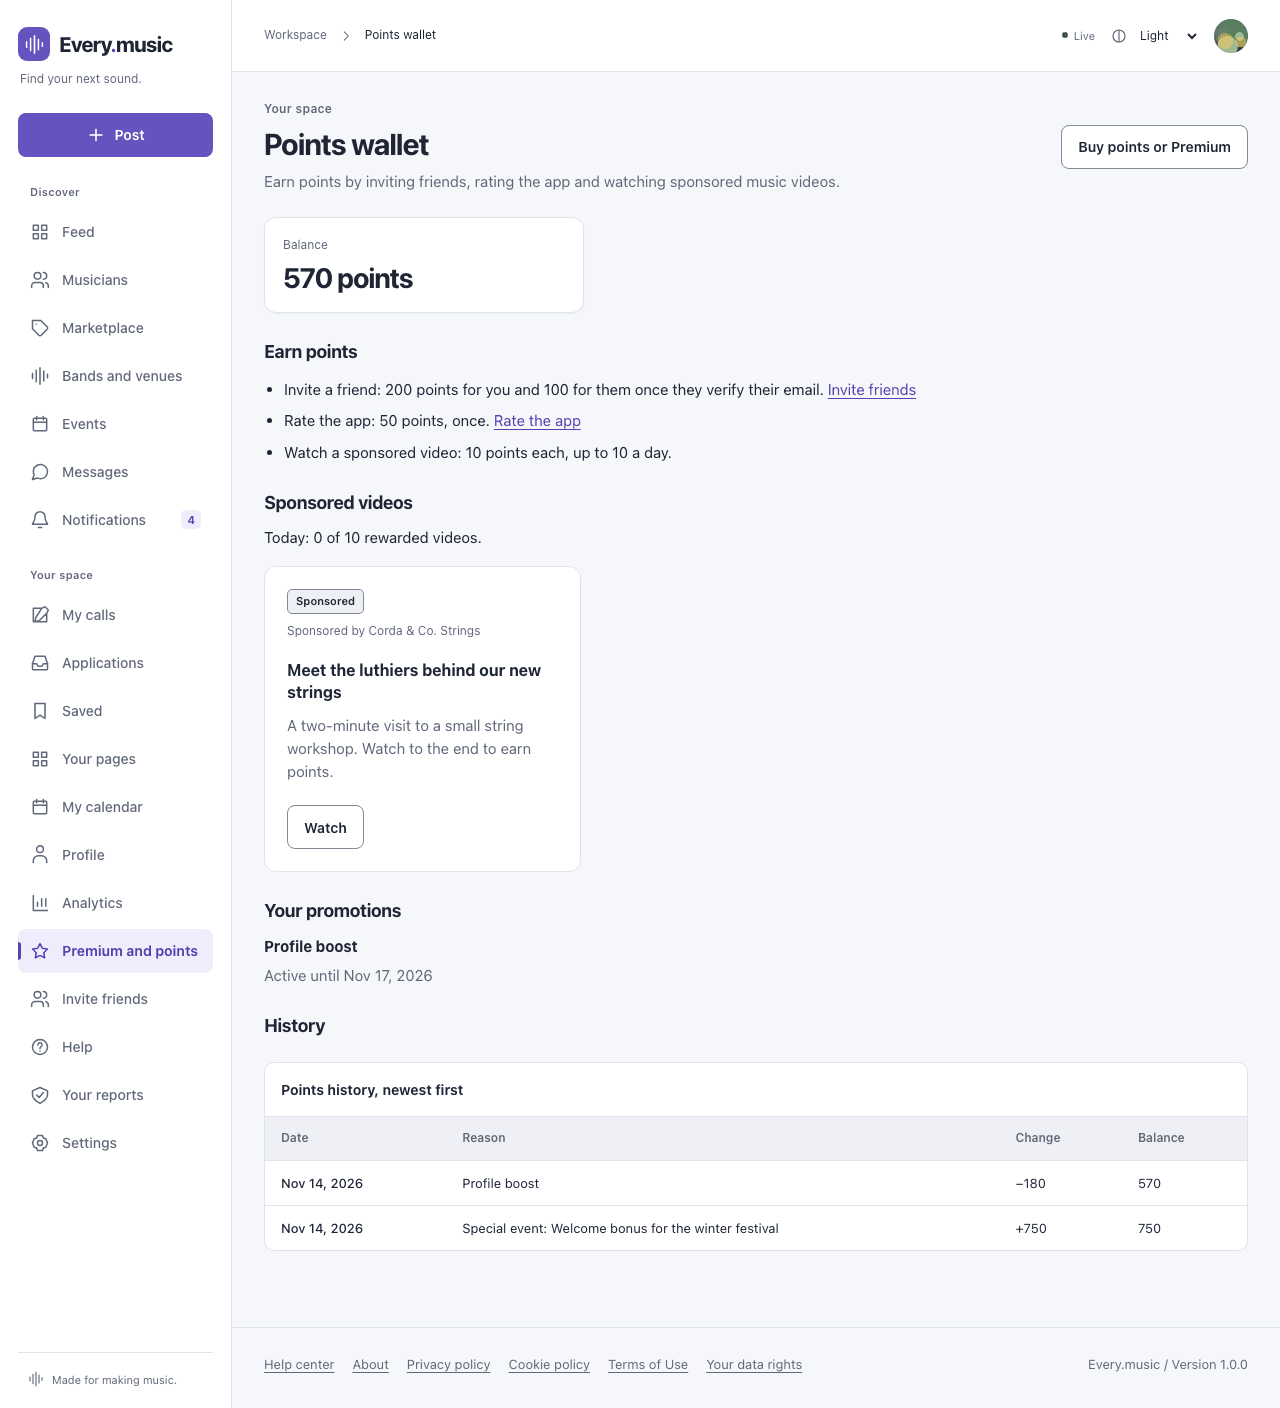 Every.music
Find your next sound.
Post
Discover
Feed
Musicians
Marketplace
Bands and venues
Events
Messages
Notifications 4
Your space
My calls
Applications
Saved
Your pages
My calendar
Profile
Analytics
Premium and points
Invite friends
Help
Your reports
Settings
Made for making music.
Workspace > Points wallet
Live Light
Your space
Points wallet
Earn points by inviting friends, rating the app and watching sponsored music videos.
Buy points or Premium
Balance
570 points
Earn points
• Invite a friend: 200 points for you and 100 for them once they verify their email. Invite friends
• Rate the app: 50 points, once. Rate the app
• Watch a sponsored video: 10 points each, up to 10 a day.
Sponsored videos
Today: 0 of 10 rewarded videos.
Sponsored
Sponsored by Corda & Co. Strings
Meet the luthiers behind our new
strings
A two-minute visit to a small string
workshop. Watch to the end to earn
points.
Watch
Your promotions
Profile boost
Active until Nov 17, 2026
History
Points history, newest first
Date Reason Change Balance
Nov 14, 2026 Profile boost −180 570
Nov 14, 2026 Special event: Welcome bonus for the winter festival +750 750
Help center About Privacy policy Cookie policy Terms of Use Your data rights
Every.music / Version 1.0.0